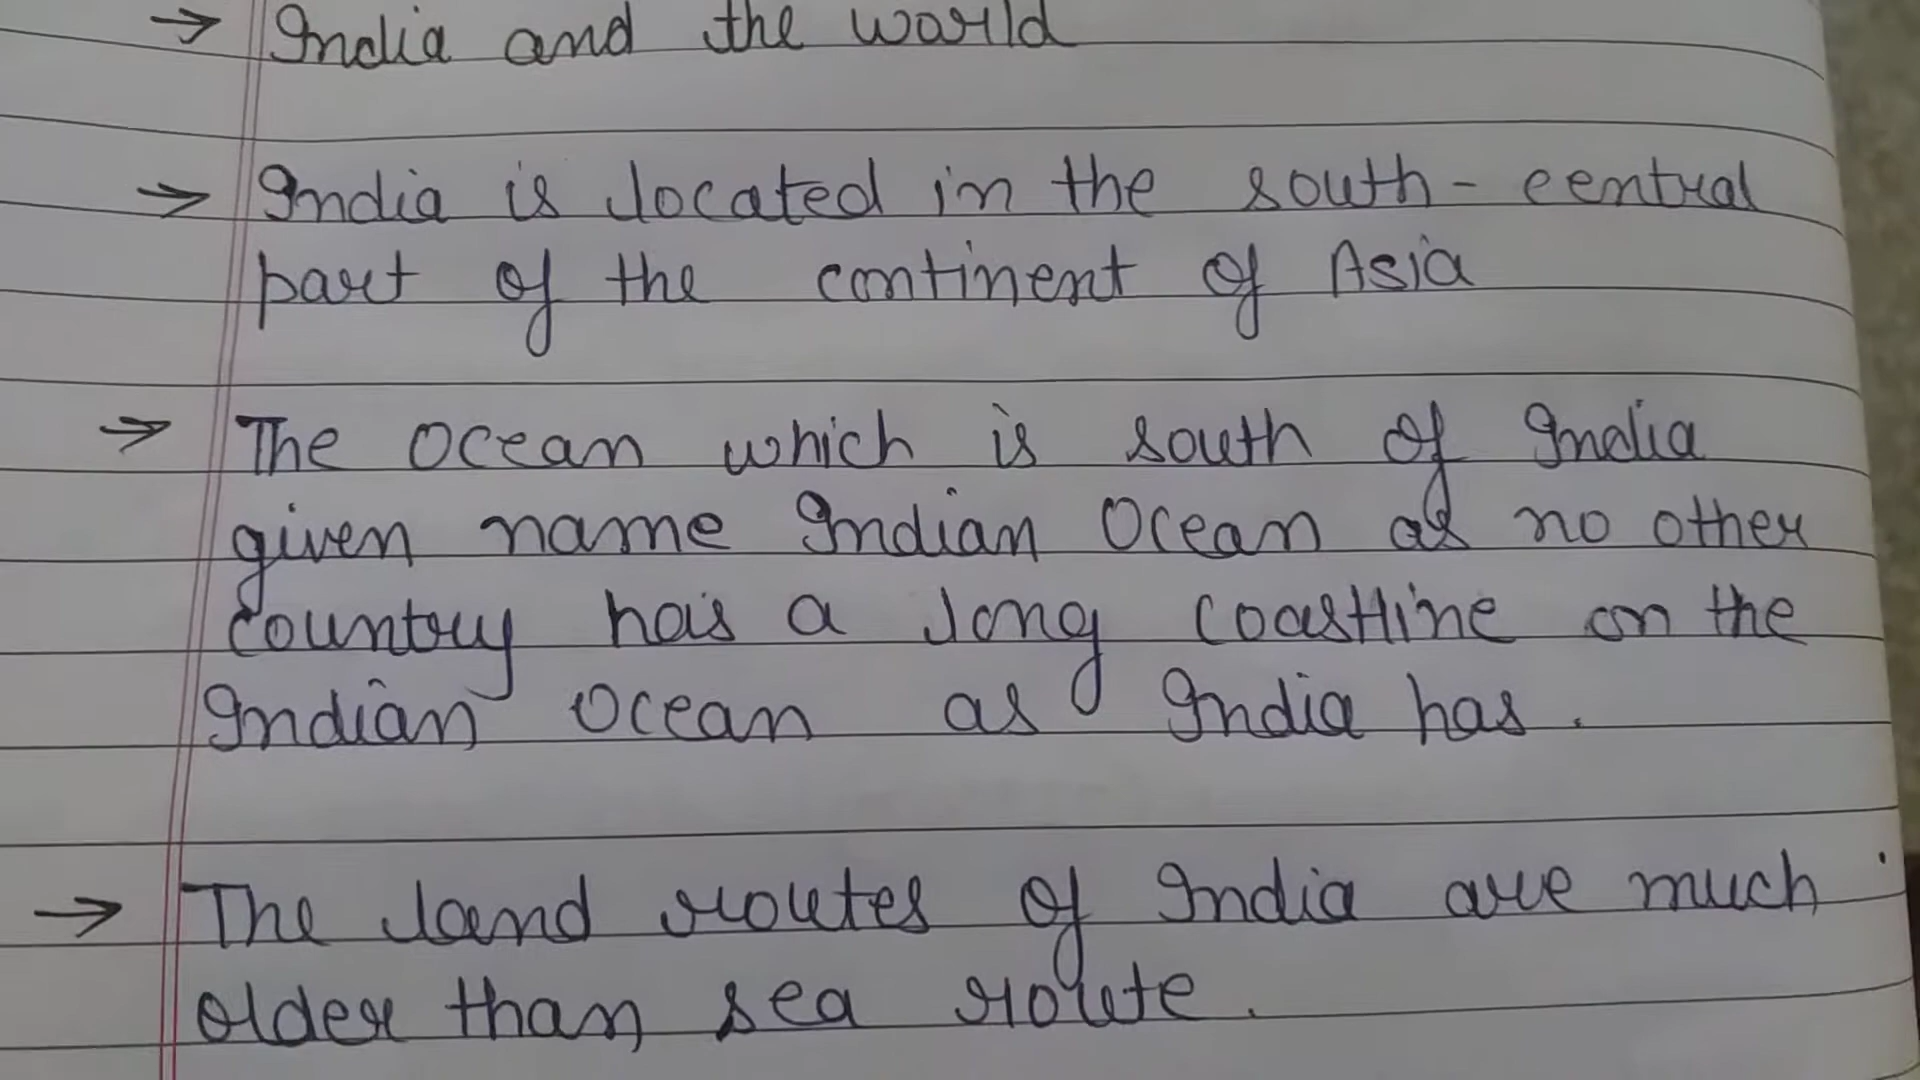 → India and the world
→ India is located in the south - central
part of the continent of Asia
→ The Ocean which is south of India
given name Indian Ocean as no other
country has a long coastline on the
Indian Ocean as India has.
→ The land routes of India are much
older than sea route.